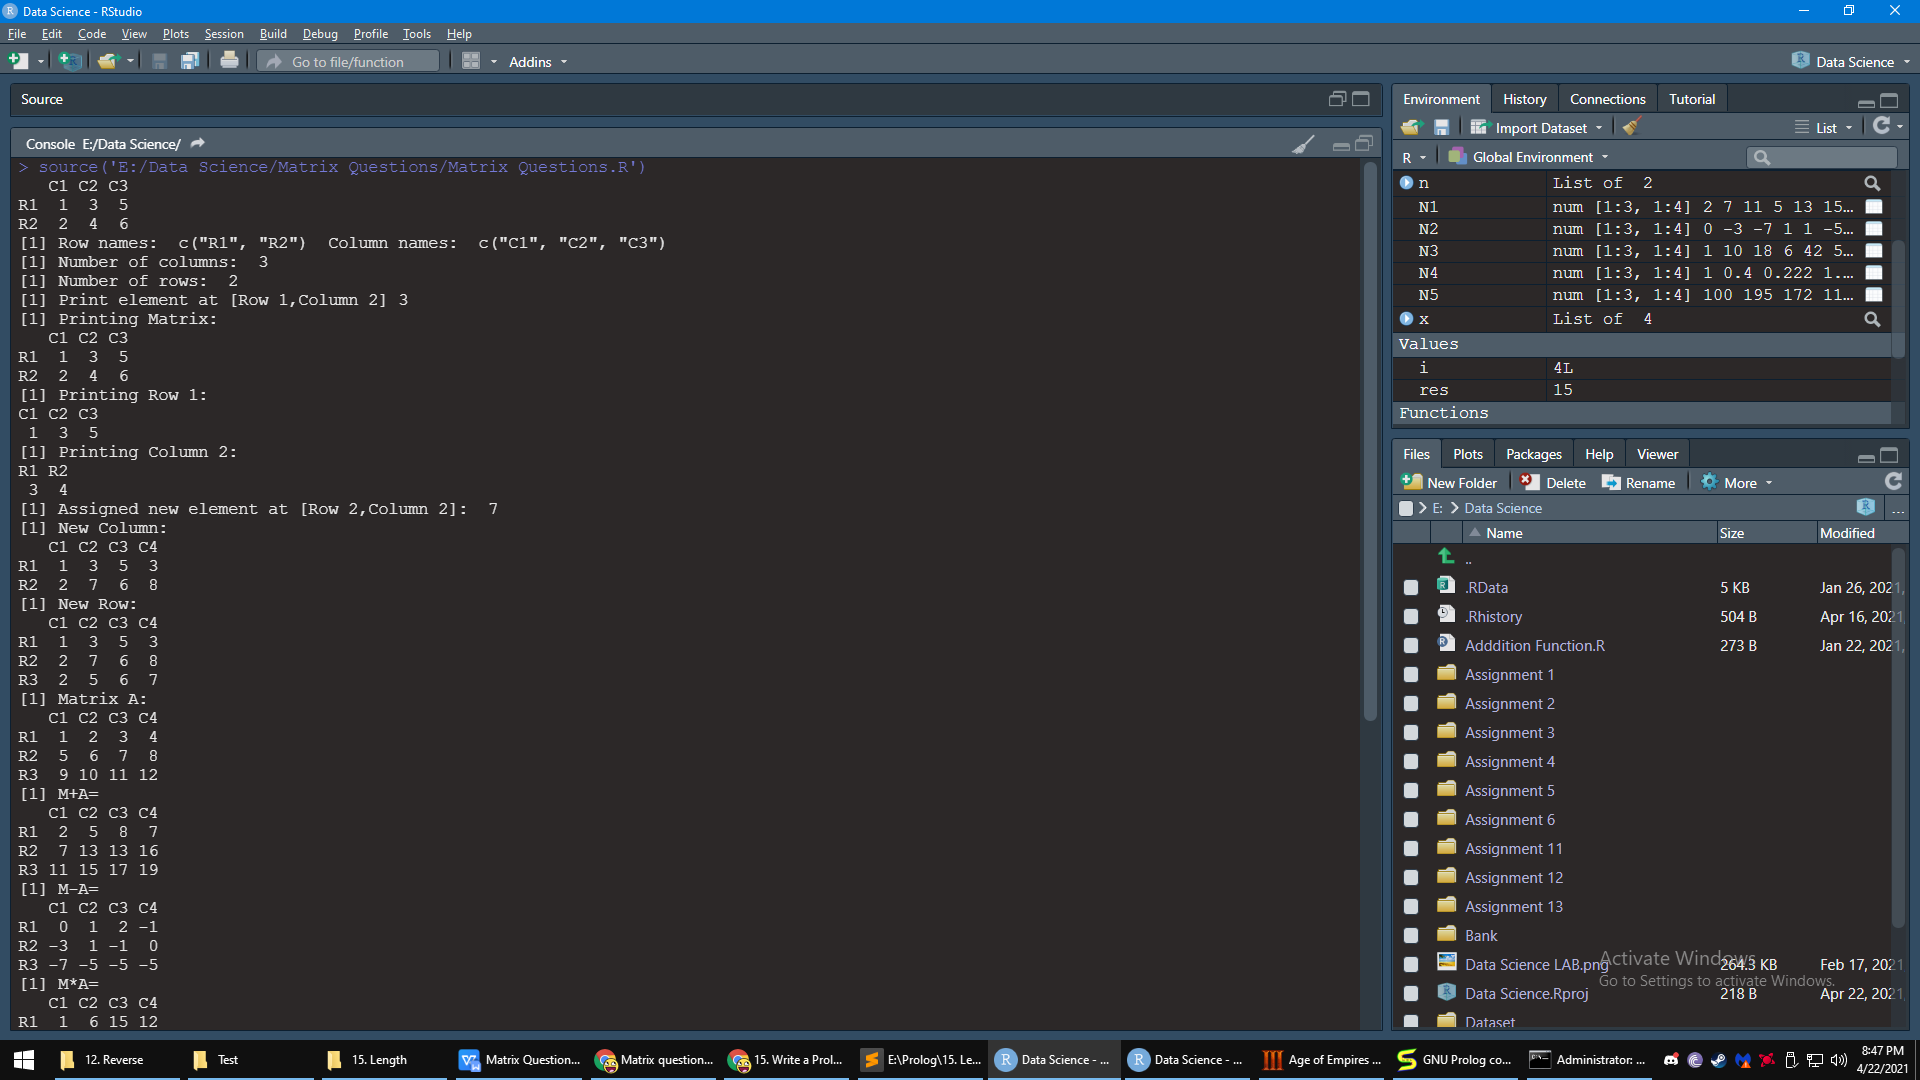 Data Science - RStudio
File Edit Code View Plots Session Build Debug Profile Tools Help
Go to file/function Addins Data Science
Source
Console E:/Data Science/
> source('E:/Data Science/Matrix Questions/Matrix Questions.R')
   C1 C2 C3
R1  1  3  5
R2  2  4  6
[1] Row names:  c("R1", "R2")  Column names:  c("C1", "C2", "C3")
[1] Number of columns:  3
[1] Number of rows:  2
[1] Print element at [Row 1,Column 2] 3
[1] Printing Matrix:
   C1 C2 C3
R1  1  3  5
R2  2  4  6
[1] Printing Row 1:
C1 C2 C3
 1  3  5
[1] Printing Column 2:
R1 R2
 3  4
[1] Assigned new element at [Row 2,Column 2]:  7
[1] New Column:
   C1 C2 C3 C4
R1  1  3  5  3
R2  2  7  6  8
[1] New Row:
   C1 C2 C3 C4
R1  1  3  5  3
R2  2  7  6  8
R3  2  5  6  7
[1] Matrix A:
   C1 C2 C3 C4
R1  1  2  3  4
R2  5  6  7  8
R3  9 10 11 12
[1] M+A=
   C1 C2 C3 C4
R1  2  5  8  7
R2  7 13 13 16
R3 11 15 17 19
[1] M-A=
   C1 C2 C3 C4
R1  0  1  2 -1
R2 -3  1 -1  0
R3 -7 -5 -5 -5
[1] M*A=
   C1 C2 C3 C4
R1  1  6 15 12
Environment History Connections Tutorial
Import Dataset List
R Global Environment
n List of 2
N1 num [1:3, 1:4] 2 7 11 5 13 15…
N2 num [1:3, 1:4] 0 -3 -7 1 1 -5…
N3 num [1:3, 1:4] 1 10 18 6 42 5…
N4 num [1:3, 1:4] 1 0.4 0.222 1.…
N5 num [1:3, 1:4] 100 195 172 11…
x List of 4
Values
i 4L
res 15
Functions
Files Plots Packages Help Viewer
New Folder Delete Rename More
E: Data Science ...
Name Size Modified
..
.RData 5 KB Jan 26, 2021,
.Rhistory 504 B Apr 16, 2021,
Adddition Function.R 273 B Jan 22, 2021,
Assignment 1
Assignment 2
Assignment 3
Assignment 4
Assignment 5
Assignment 6
Assignment 11
Assignment 12
Assignment 13
Bank
Data Science LAB.png 264.3 KB Feb 17, 2021
Data Science.Rproj 218 B Apr 22, 2021,
Dataset
Activate Windows
Go to Settings to activate Windows.
12. Reverse Test 15. Length Matrix Question... Matrix question... 15. Write a Prol... E:\Prolog\15. Le... Data Science - ... Data Science - ... Age of Empires ... GNU Prolog co... Administrator: ... 8:47 PM
4/22/2021